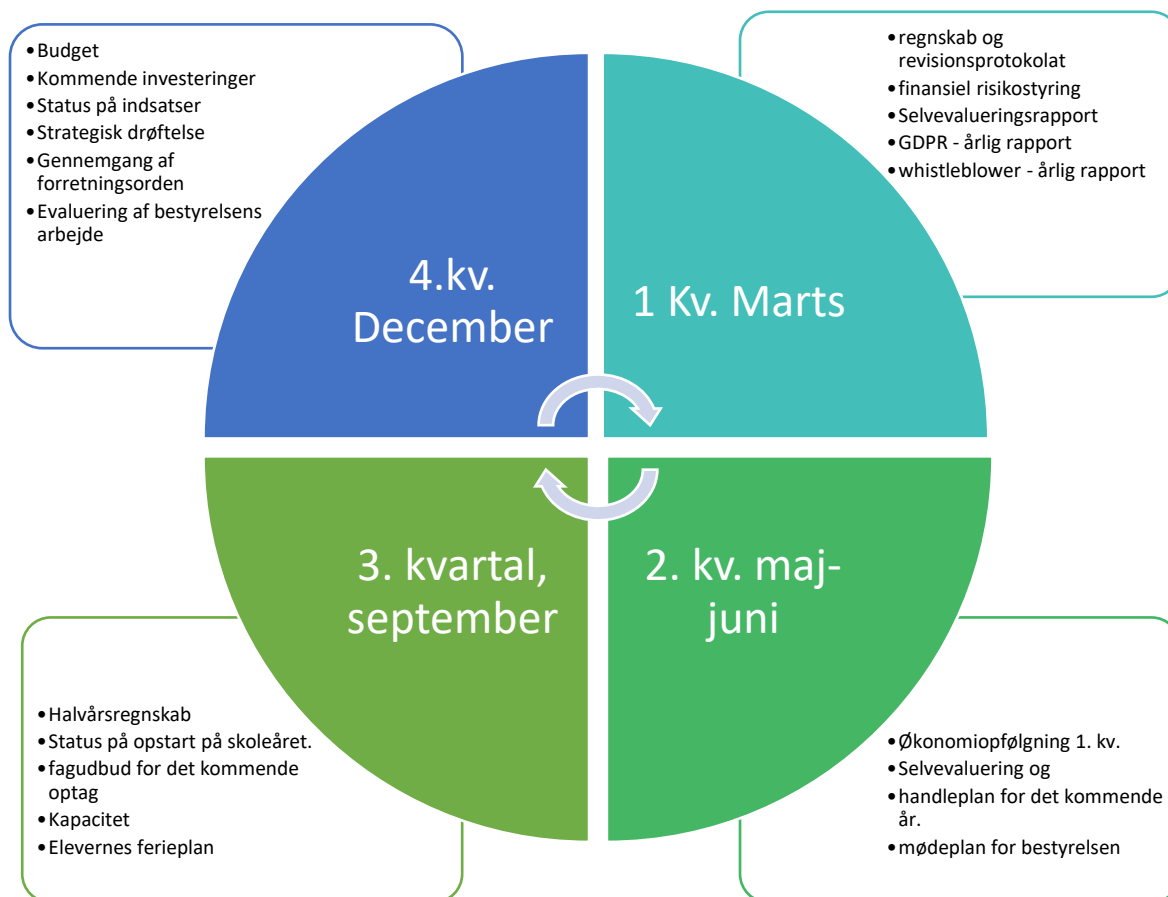 •Budget
•Kommende investeringer
•Status på indsatser
•Strategisk drøftelse
•Gennemgang af
forretningsorden
•Evaluering af bestyrelsens
arbejde
•regnskab og
revisionsprotokolat
•finansiel risikostyring
•Selvevalueringsrapport
•GDPR - årlig rapport
•whistleblower - årlig rapport
4.kv.
December
1 Kv. Marts
3. kvartal,
september
2. kv. maj-
juni
•Halvårsregnskab
•Status på opstart på skoleåret.
•fagudbud for det kommende
optag
•Kapacitet
•Elevernes ferieplan
•Økonomiopfølgning 1. kv.
•Selvevaluering og
•handleplan for det kommende
år.
•mødeplan for bestyrelsen